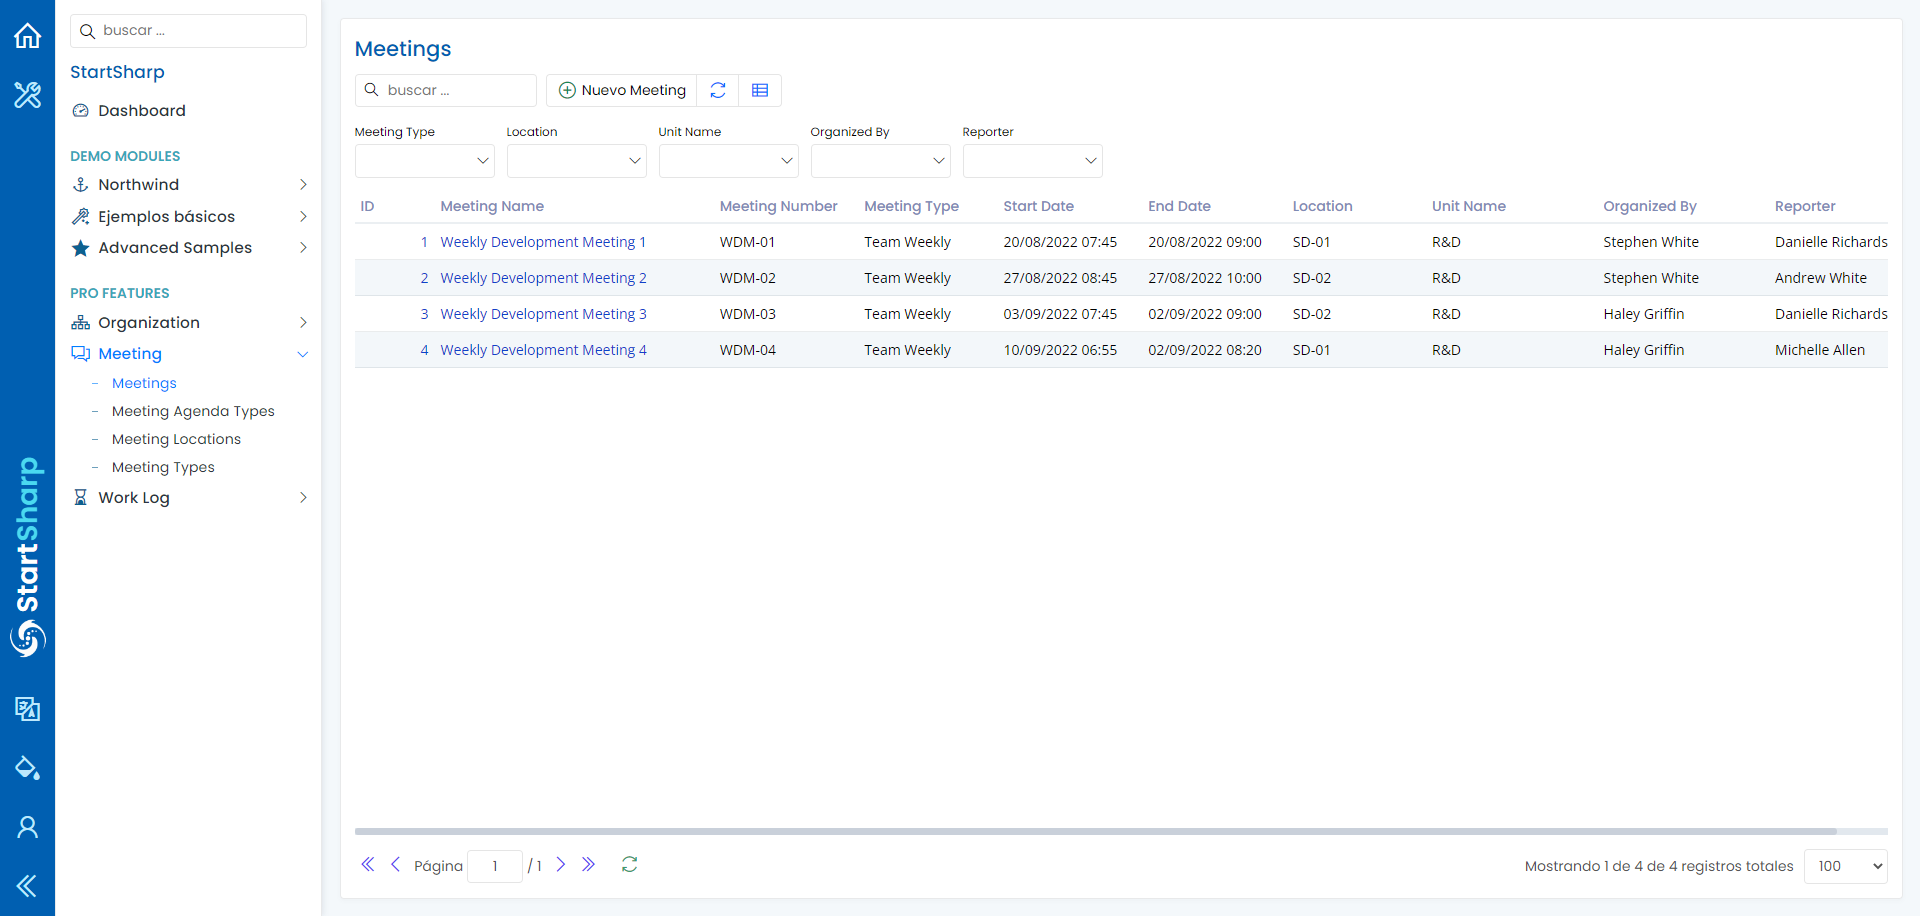 buscar ...
StartSharp
Dashboard
DEMO MODULES
Northwind
Ejemplos básicos
Advanced Samples
PRO FEATURES
Organization
Meeting
Meetings
Meeting Agenda Types
Meeting Locations
Meeting Types
Work Log
StartSharp
Meetings
buscar ...
Nuevo Meeting
Meeting Type Location Unit Name Organized By Reporter
ID Meeting Name Meeting Number Meeting Type Start Date End Date Location Unit Name Organized By Reporter
1 Weekly Development Meeting 1 WDM-01 Team Weekly 20/08/2022 07:45 20/08/2022 09:00 SD-01 R&D Stephen White Danielle Richards
2 Weekly Development Meeting 2 WDM-02 Team Weekly 27/08/2022 08:45 27/08/2022 10:00 SD-02 R&D Stephen White Andrew White
3 Weekly Development Meeting 3 WDM-03 Team Weekly 03/09/2022 07:45 02/09/2022 09:00 SD-02 R&D Haley Griffin Danielle Richards
4 Weekly Development Meeting 4 WDM-04 Team Weekly 10/09/2022 06:55 02/09/2022 08:20 SD-01 R&D Haley Griffin Michelle Allen
Página 1 / 1
Mostrando 1 de 4 de 4 registros totales 100